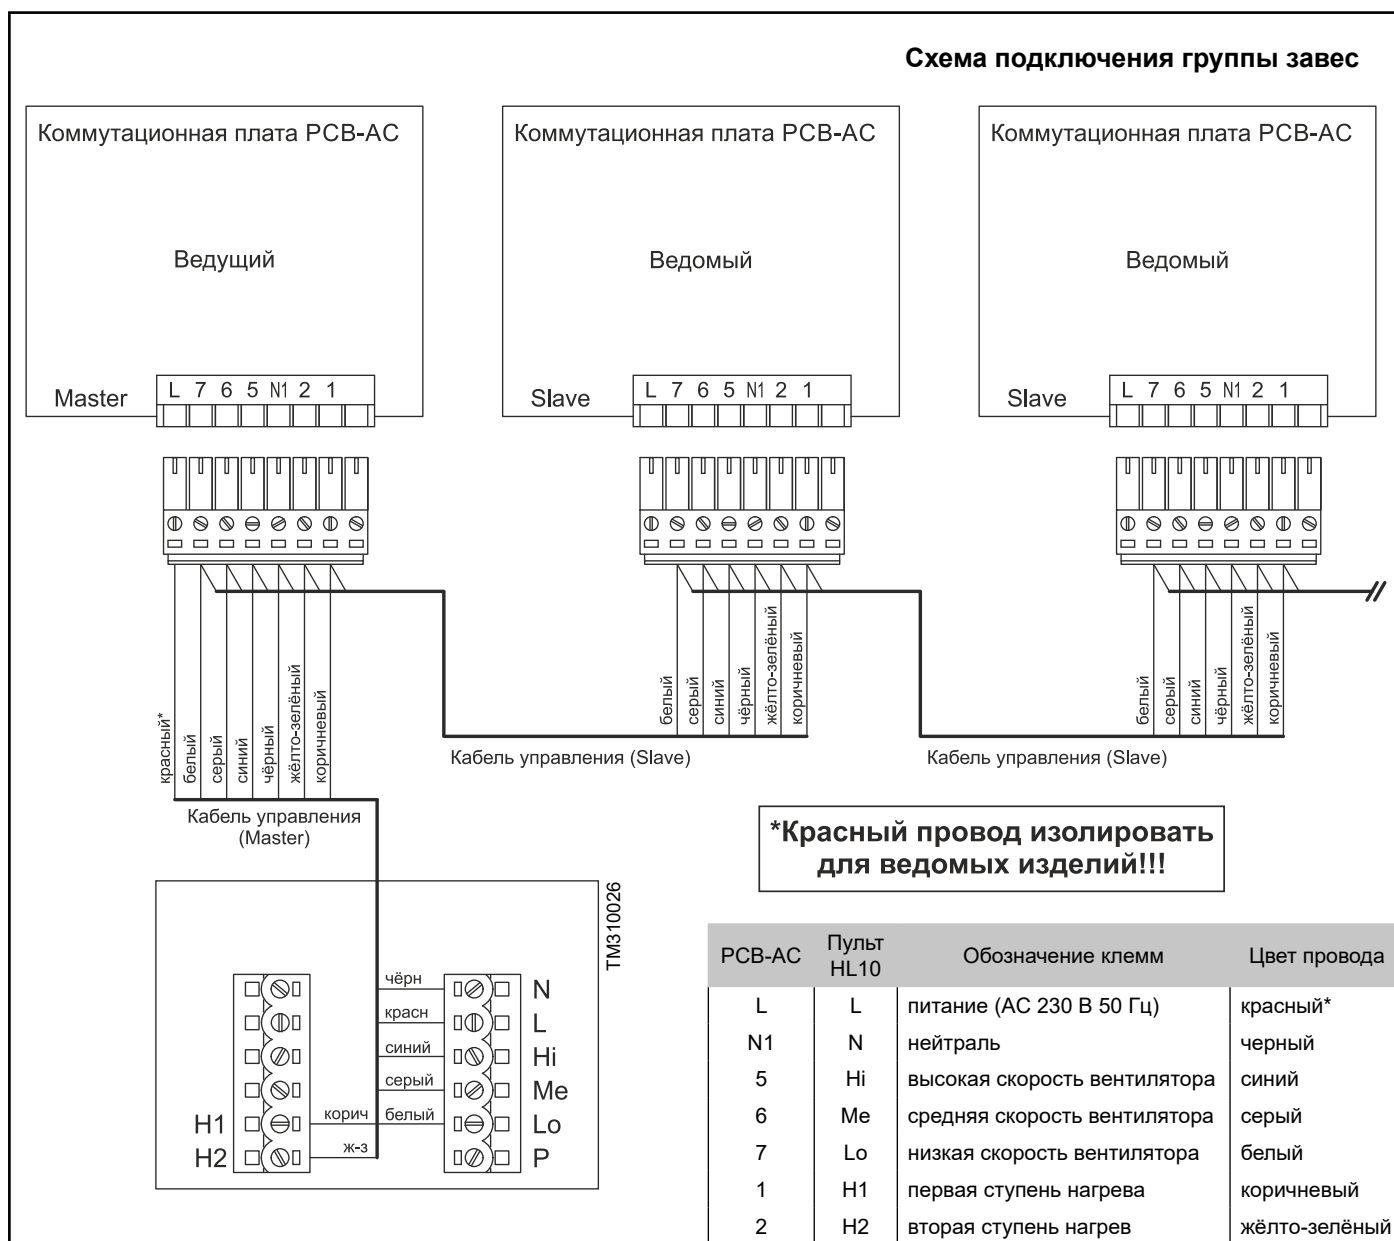 Схема подключения группы завес
Коммутационная плата PCB-AC
Ведущий
Master
L 7 6 5 N1 2 1
Коммутационная плата PCB-AC
Ведомый
Slave
L 7 6 5 N1 2 1
Коммутационная плата PCB-AC
Ведомый
Slave
L 7 6 5 N1 2 1
красный*
белый
серый
синий
чёрный
жёлто-зелёный
коричневый
Кабель управления
(Master)
белый
серый
синий
чёрный
жёлто-зелёный
коричневый
Кабель управления (Slave)
белый
серый
синий
чёрный
жёлто-зелёный
коричневый
Кабель управления (Slave)
*Красный провод изолировать
для ведомых изделий!!!
TM310026
чёрн N
красн L
синий Hi
серый Me
H1 корич белый Lo
H2 ж-з P
PCB-AC Пульт HL10 Обозначение клемм Цвет провода
L L питание (AC 230 В 50 Гц) красный*
N1 N нейтраль черный
5 Hi высокая скорость вентилятора синий
6 Me средняя скорость вентилятора серый
7 Lo низкая скорость вентилятора белый
1 H1 первая ступень нагрева коричневый
2 H2 вторая ступень нагрев жёлто-зелёный